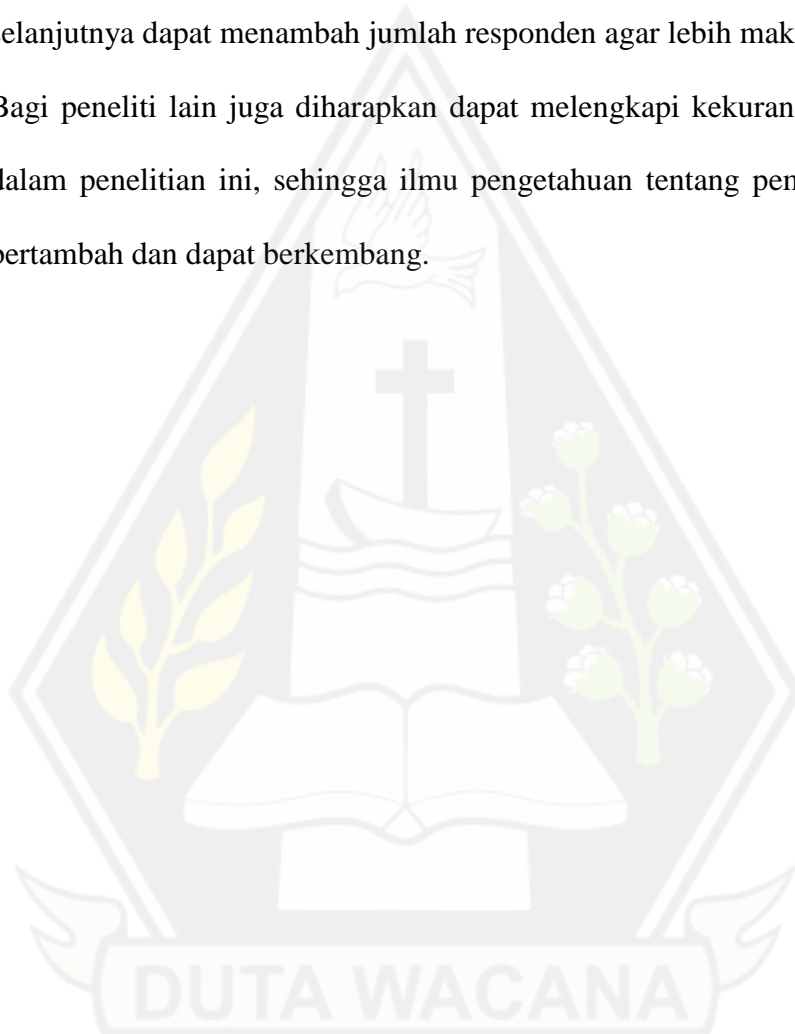 selanjutnya dapat menambah jumlah responden agar lebih mak
Bagi peneliti lain juga diharapkan dapat melengkapi kekuran
dalam penelitian ini, sehingga ilmu pengetahuan tentang pen
bertambah dan dapat berkembang.
DUTA WACANA